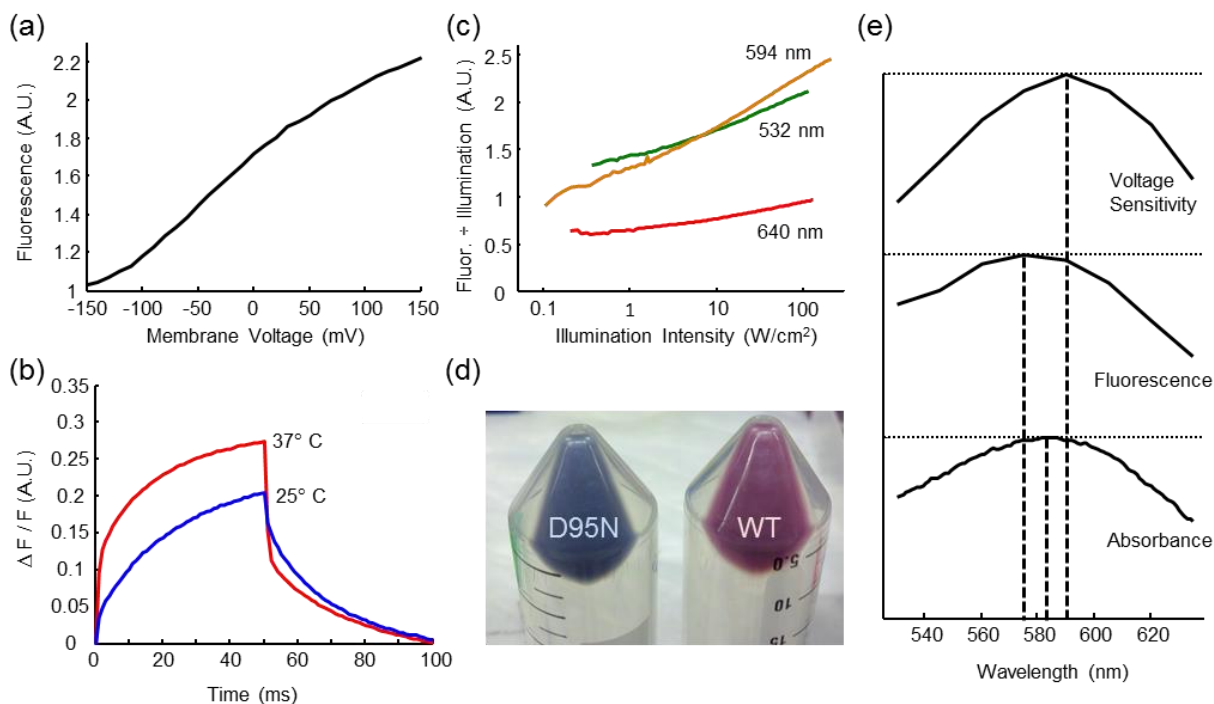 (a)
Fluorescence (A.U.)
2.2
2
1.8
1.6
1.4
1.2
1
-150 -100 -50 0 50 100 150
Membrane Voltage (mV)
(b)
Δ F / F (A.U.)
0.35
0.3
0.25
0.2
0.15
0.1
0.05
0
37° C
25° C
0 20 40 60 80 100
Time (ms)
(c)
Fluor. ÷ Illumination (A.U.)
2.5
2
1.5
1
0.5
0
594 nm
532 nm
640 nm
0.1 1 10 100
Illumination Intensity (W/cm²)
(d)
D95N
WT
5.0
10
15
(e)
Voltage
Sensitivity
Fluorescence
Absorbance
540 560 580 600 620
Wavelength (nm)